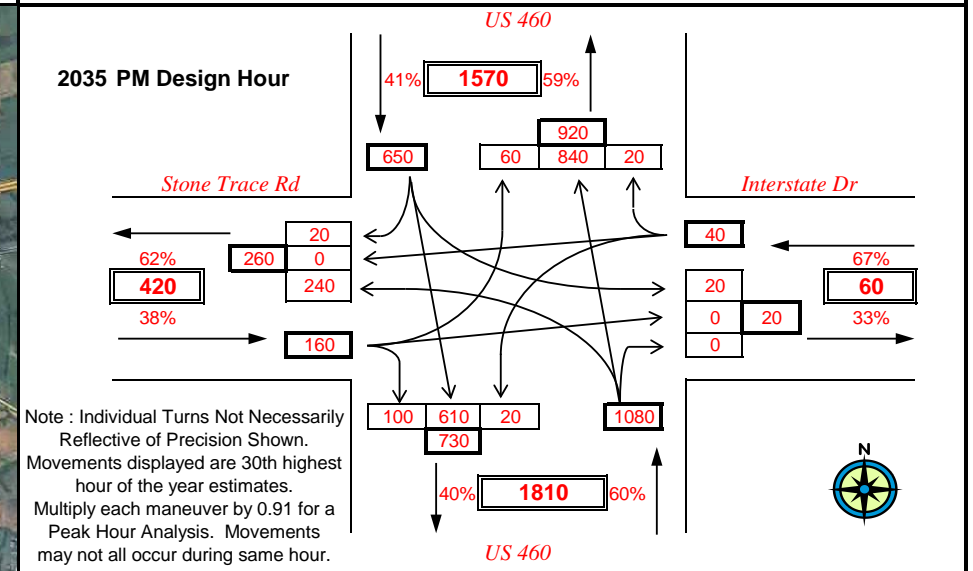 US 460
2035 PM Design Hour
41% 1570 59%
920
650 60 840 20
Stone Trace Rd Interstate Dr
20 40
62% 260 0 67%
420 240 20 60
38% 0 20 33%
160 0
100 610 20 1080
730
Note : Individual Turns Not Necessarily
Reflective of Precision Shown.
Movements displayed are 30th highest
hour of the year estimates.
Multiply each maneuver by 0.91 for a
Peak Hour Analysis. Movements
may not all occur during same hour.
N
40% 1810 60%
US 460